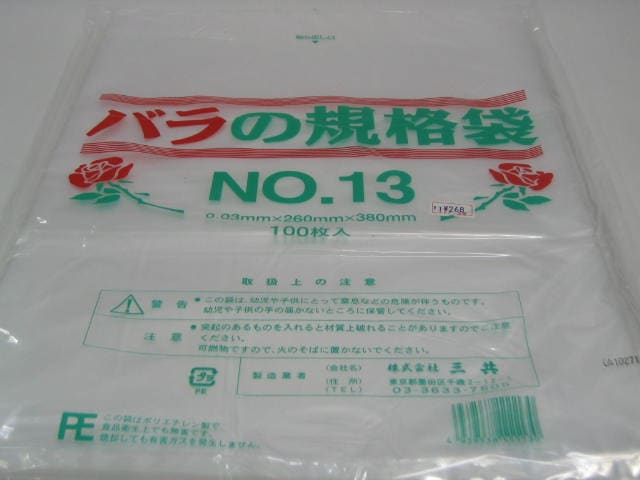 バラの規格袋
NO.13
0.03mm×260mm×380mm
¥268
100枚入
取扱上の注意
警告 ●この袋は、幼児や子供にとって窒息などの危険が伴うものです。
幼児や子供の手の届かないところに保管してください。
注意 ●突起のあるものを入れると材質上破れることがありますのでご注意
ください。
可燃物ですので、火のそばに置かないでください。
プラ
PE
製造業者
(会社名) 株式会社 三共
(住所) 東京都墨田区
(TEL) 03-3633-
PE
この袋はポリエチレン製で、
食品衛生上でも無害です。
焼却しても有害ガスを発生しません。